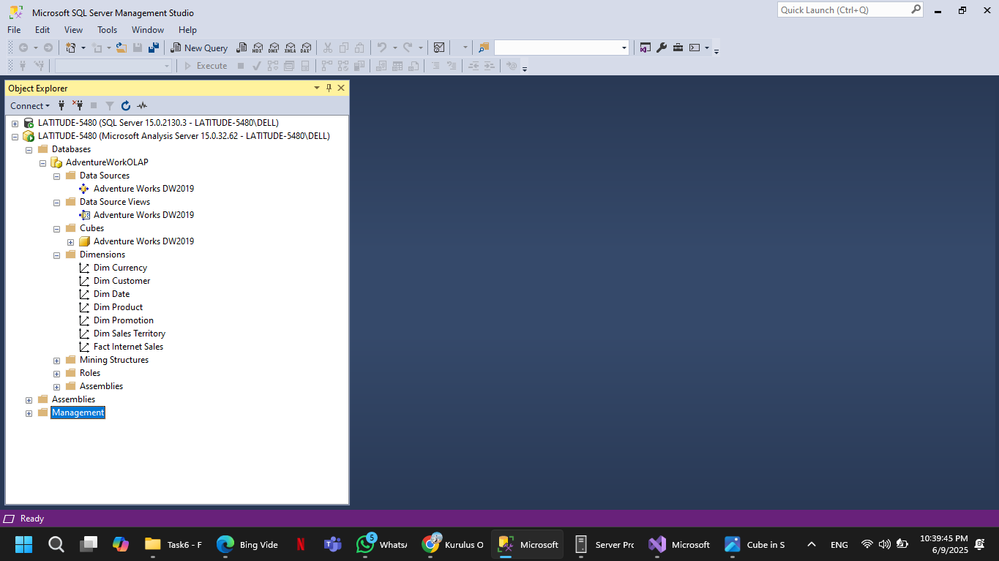 Microsoft SQL Server Management Studio
Quick Launch (Ctrl+Q)
File Edit View Tools Window Help
New Query MDX DMX XMLA DAX
Execute
Object Explorer
Connect
LATITUDE-5480 (SQL Server 15.0.2130.3 - LATITUDE-5480\DELL)
LATITUDE-5480 (Microsoft Analysis Server 15.0.32.62 - LATITUDE-5480\DELL)
Databases
AdventureWorkOLAP
Data Sources
Adventure Works DW2019
Data Source Views
Adventure Works DW2019
Cubes
Adventure Works DW2019
Dimensions
Dim Currency
Dim Customer
Dim Date
Dim Product
Dim Promotion
Dim Sales Territory
Fact Internet Sales
Mining Structures
Roles
Assemblies
Assemblies
Management
Ready
Task6 - F Bing Vide N 5 Whats Kurulus O Microsoft Server Pro Microsoft Cube in S ENG 10:39:45 PM
6/9/2025